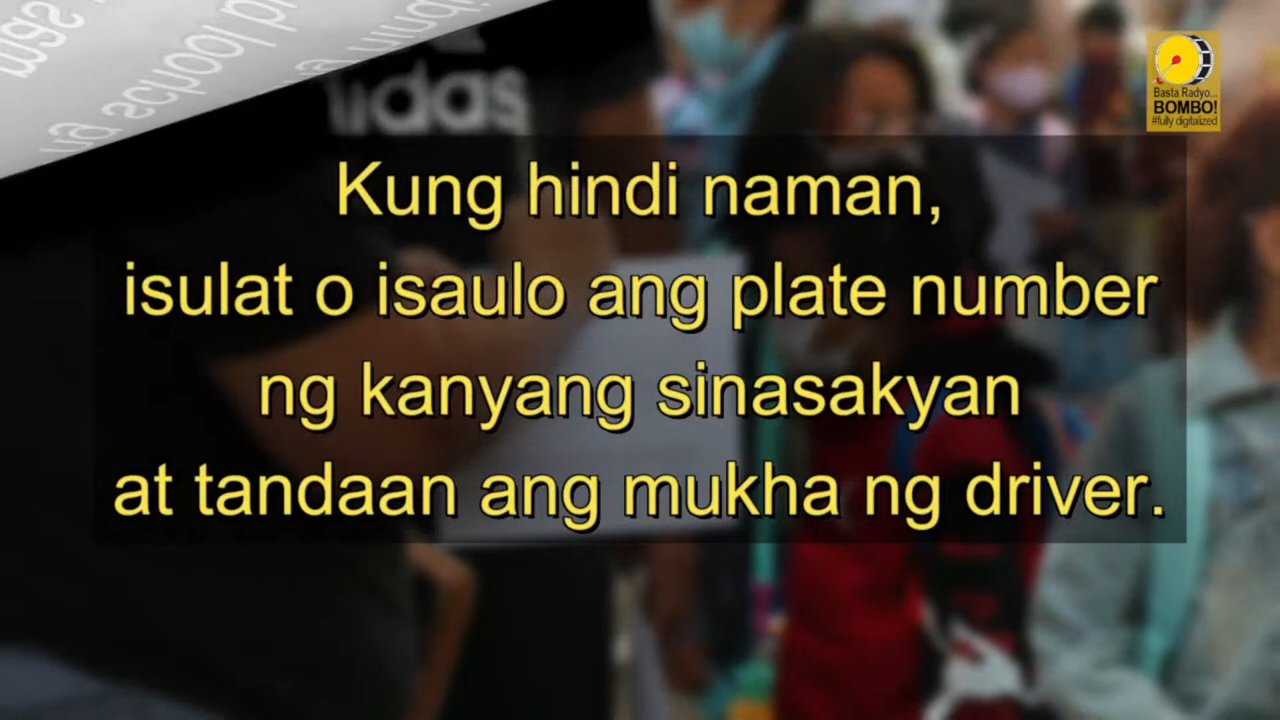 school
Kung hindi naman,
isulat o isaulo ang plate number
ng kanyang sinasakyan
at tandaan ang mukha ng driver.
Basta Radyo...
BOMBO!
#fully digitalized